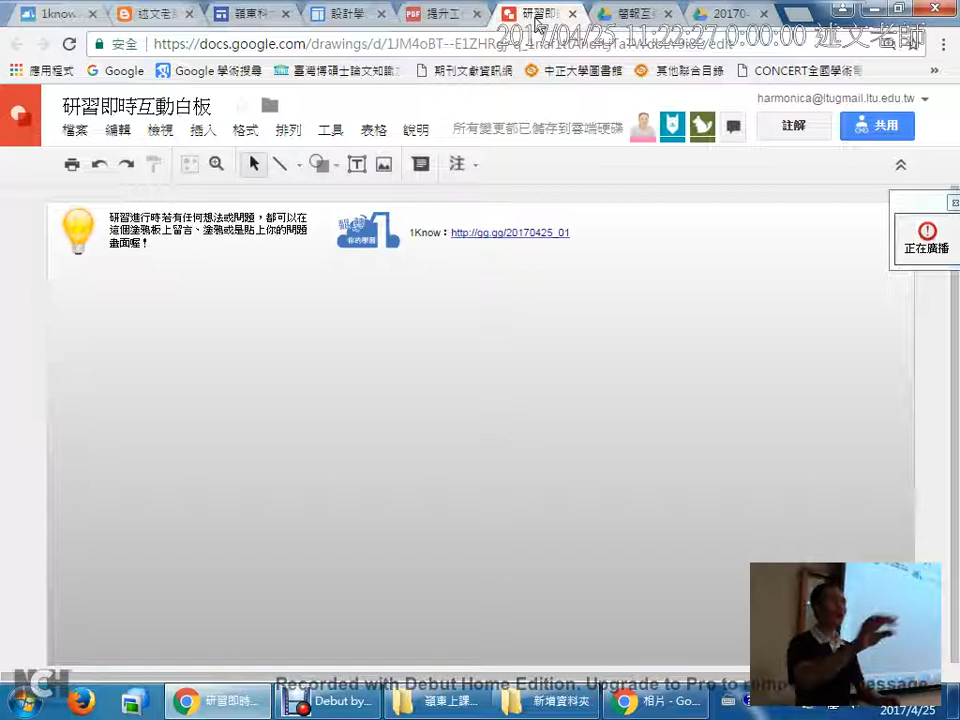 1know
述文老
嶺東科
設計學
提升工
研習即
簡報互
20170-
2017/04/25 11:22:27 0:00:00 述文老師
安全
https://docs.google.com/drawings/d/1JM4oBT--E1ZHRg
edit
應用程式
Google
Google 學術搜尋
臺灣博碩士論文知識
期刊文獻資訊網
中正大學圖書館
其他聯合目錄
CONCERT全國學術
研習即時互動白板
harmonica@ltugmail.ltu.edu.tw
檔案 編輯 檢視 插入 格式 排列 工具 表格 說明
所有變更都已儲存到雲端硬碟
註解
共用
注
研習進行時若有任何想法或問題，都可以在
這個塗鴉板上留言、塗鴉或是貼上你的問題
畫面喔！
你的學園
1Know：http://gg.gg/20170425_01
正在廣播
NCH
Recorded with Debut Home Edition. Upgrade to Pro to remo
essage
研習即時...
Debut by...
嶺東上課...
新增資料夾
相片 - Go...
2017/4/25